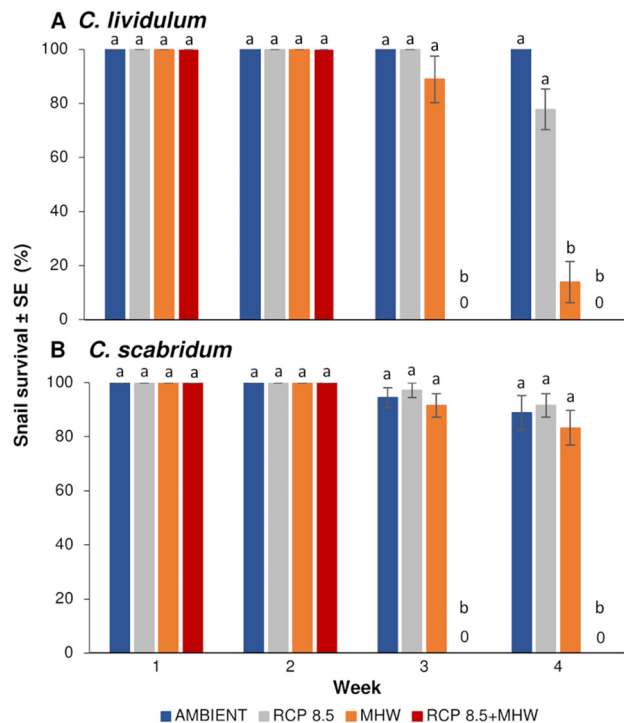 A C. lividulum
a a a a a a a a a a a a
100
a
80
60
40
20
b
b
0
0
0
Snail survival ± SE (%)
B C. scabridum
a a a a a a a a a a a a a a
100
80
60
40
20
b
b
0
0
0
1 2 3 4
Week
AMBIENT RCP 8.5 MHW RCP 8.5+MHW